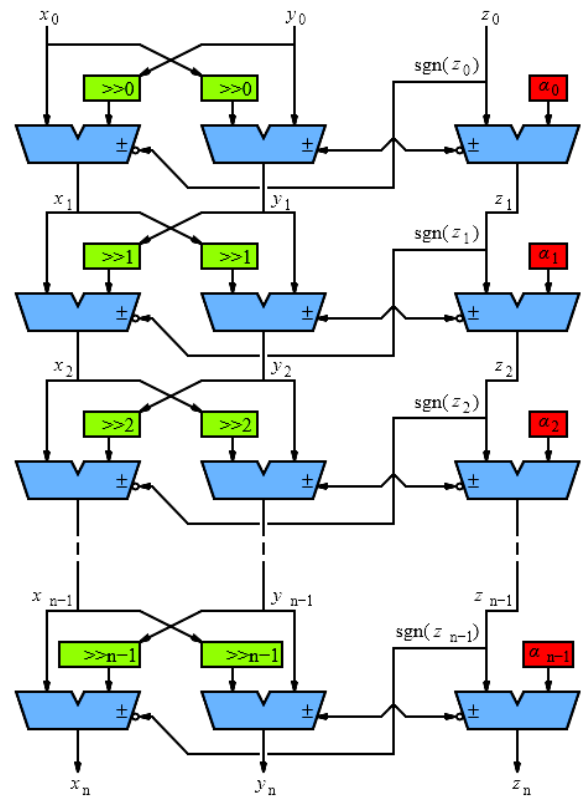 x0 y0 z0
sgn(z0)
>>0 >>0 α0
± ± ±
x1 y1 z1
sgn(z1)
>>1 >>1 α1
± ± ±
x2 y2 z2
sgn(z2)
>>2 >>2 α2
± ± ±
x n−1 y n−1 z n−1
sgn(z n−1)
>>n−1 >>n−1 α n−1
± ± ±
xn yn zn